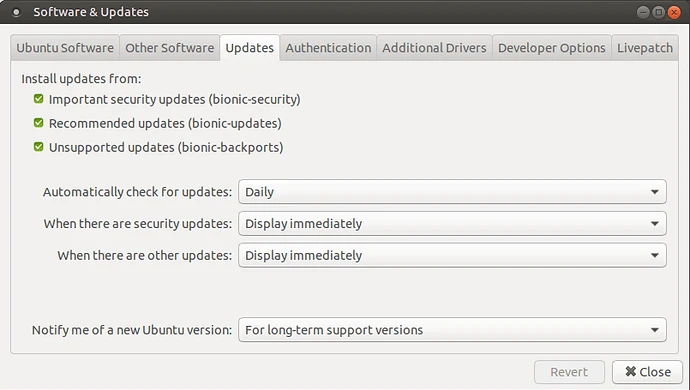 Software & Updates
Ubuntu Software Other Software Updates Authentication Additional Drivers Developer Options Livepatch
Install updates from:
Important security updates (bionic-security)
Recommended updates (bionic-updates)
Unsupported updates (bionic-backports)
Automatically check for updates: Daily
When there are security updates: Display immediately
When there are other updates: Display immediately
Notify me of a new Ubuntu version: For long-term support versions
Revert Close